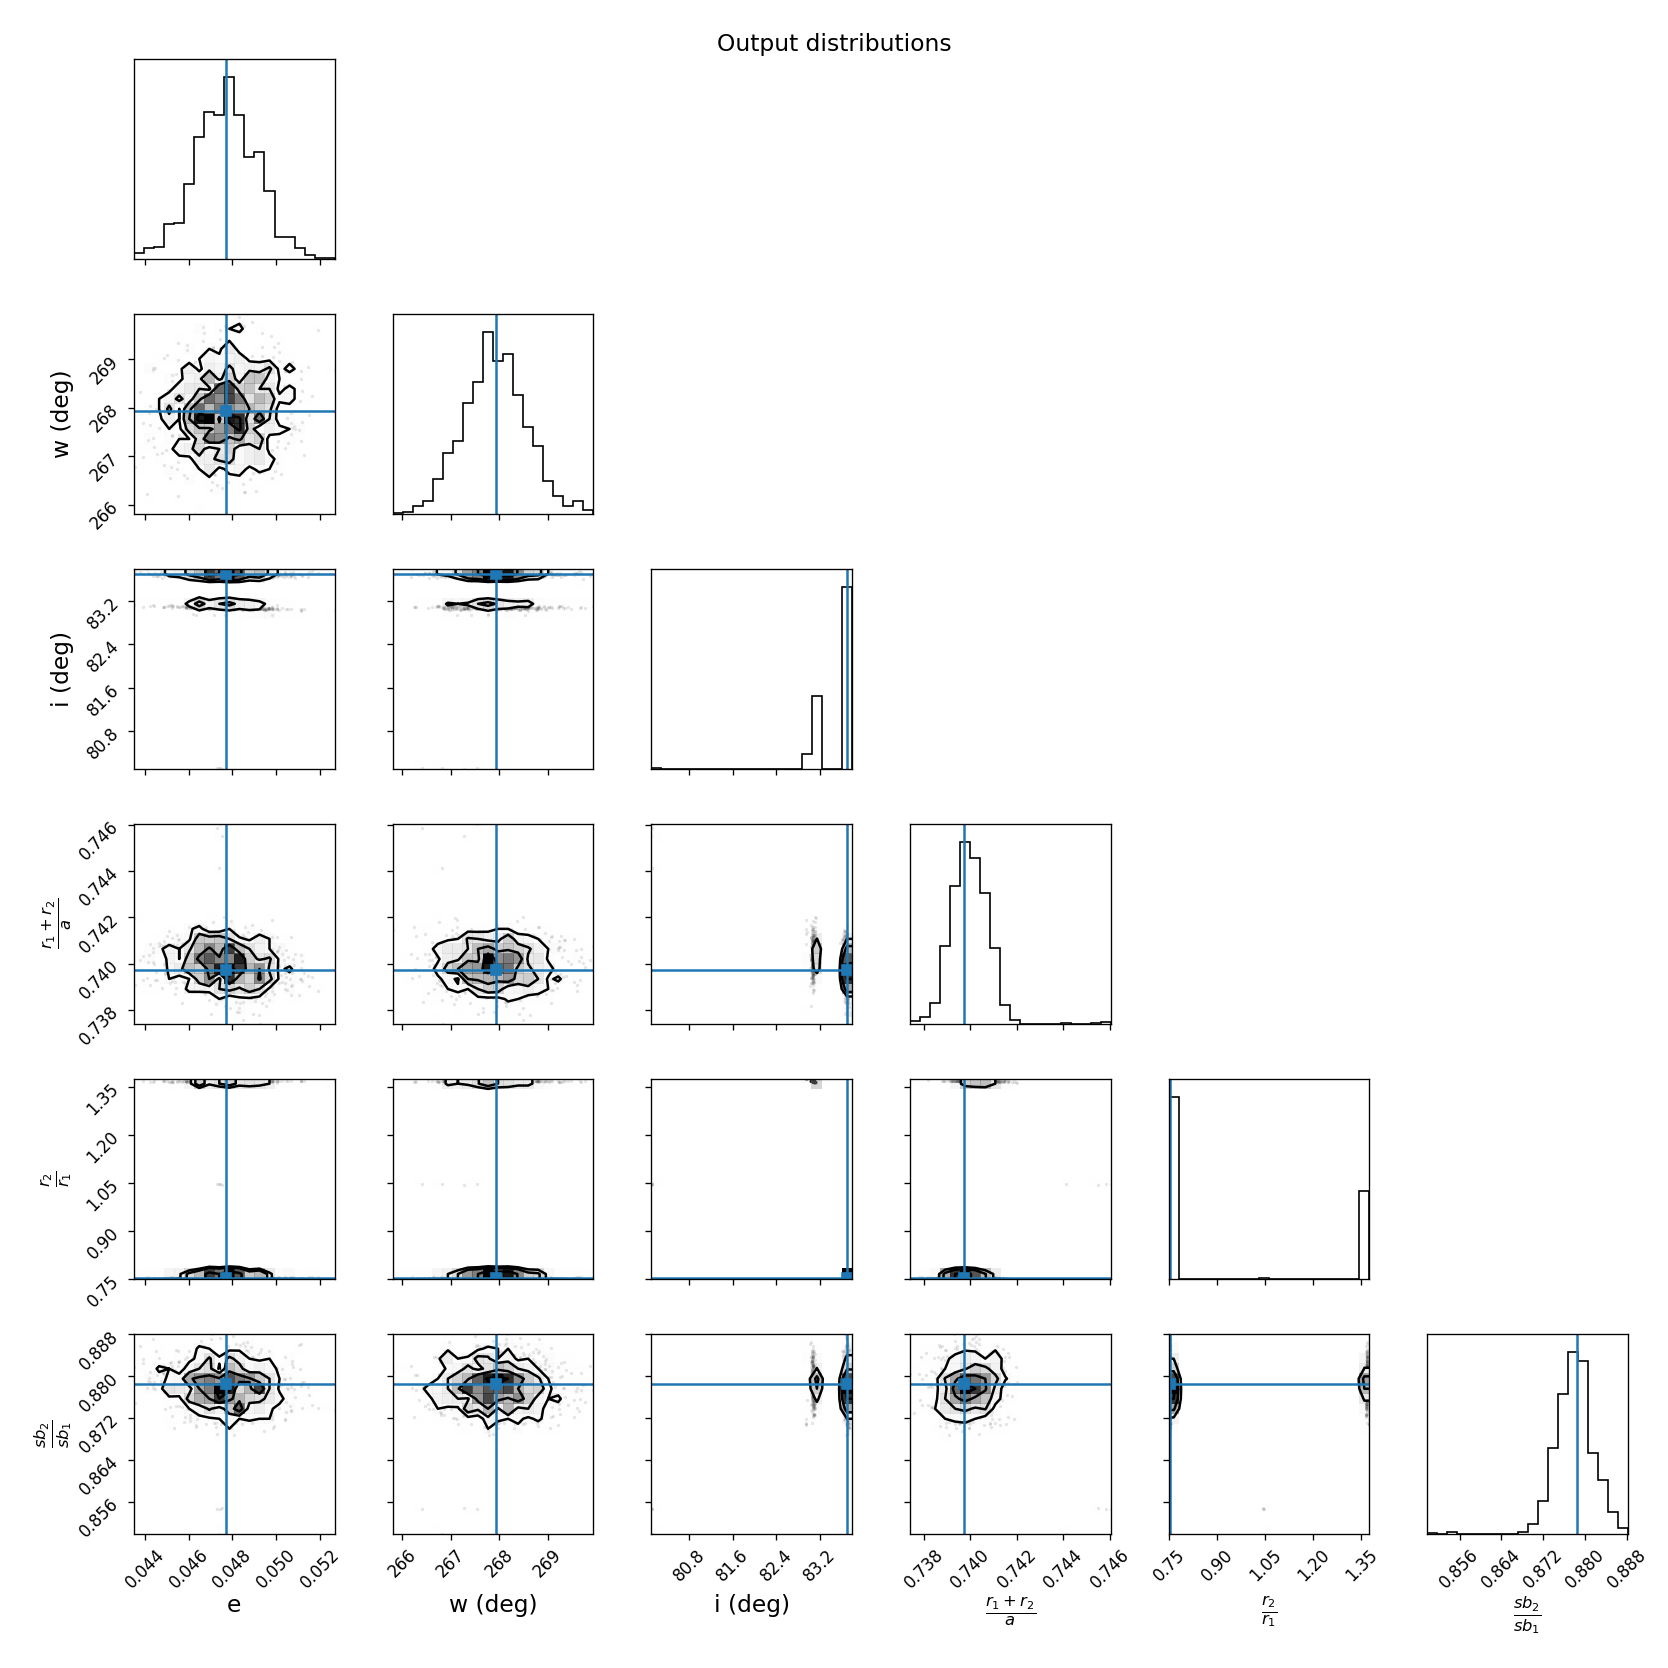 Output distributions
w (deg)
269
268
267
266
i (deg)
83.2
82.4
81.6
80.8
r₁ + r₂
a
0.746
0.744
0.742
0.740
0.738
r₂
r₁
1.35
1.20
1.05
0.90
0.75
sb₂
sb₁
0.888
0.880
0.872
0.864
0.856
0.044 0.046 0.048 0.050 0.052 266 267 268 269 80.8 81.6 82.4 83.2 0.738 0.740 0.742 0.744 0.746 0.75 0.90 1.05 1.20 1.35 0.856 0.864 0.872 0.880 0.888
e w (deg) i (deg) r₁ + r₂ r₂ sb₂
a r₁ sb₁